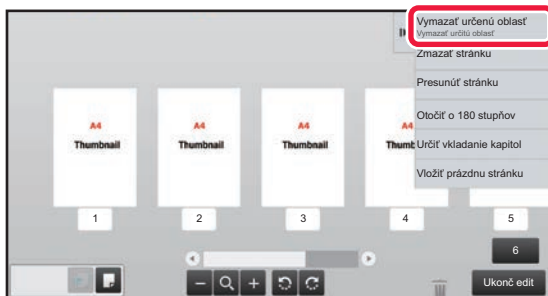 Vymazať určenú oblasť
Vymazať určitú oblasť
Zmazať stránku
Presunúť stránku
Otočiť o 180 stupňov
Určiť vkladanie kapitol
Vložiť prázdnu stránku
A4
Thumbnail
A4
Thumbnail
A4
Thumbnail
A4
Thumb
1
2
3
4
5
6
Ukonč edit